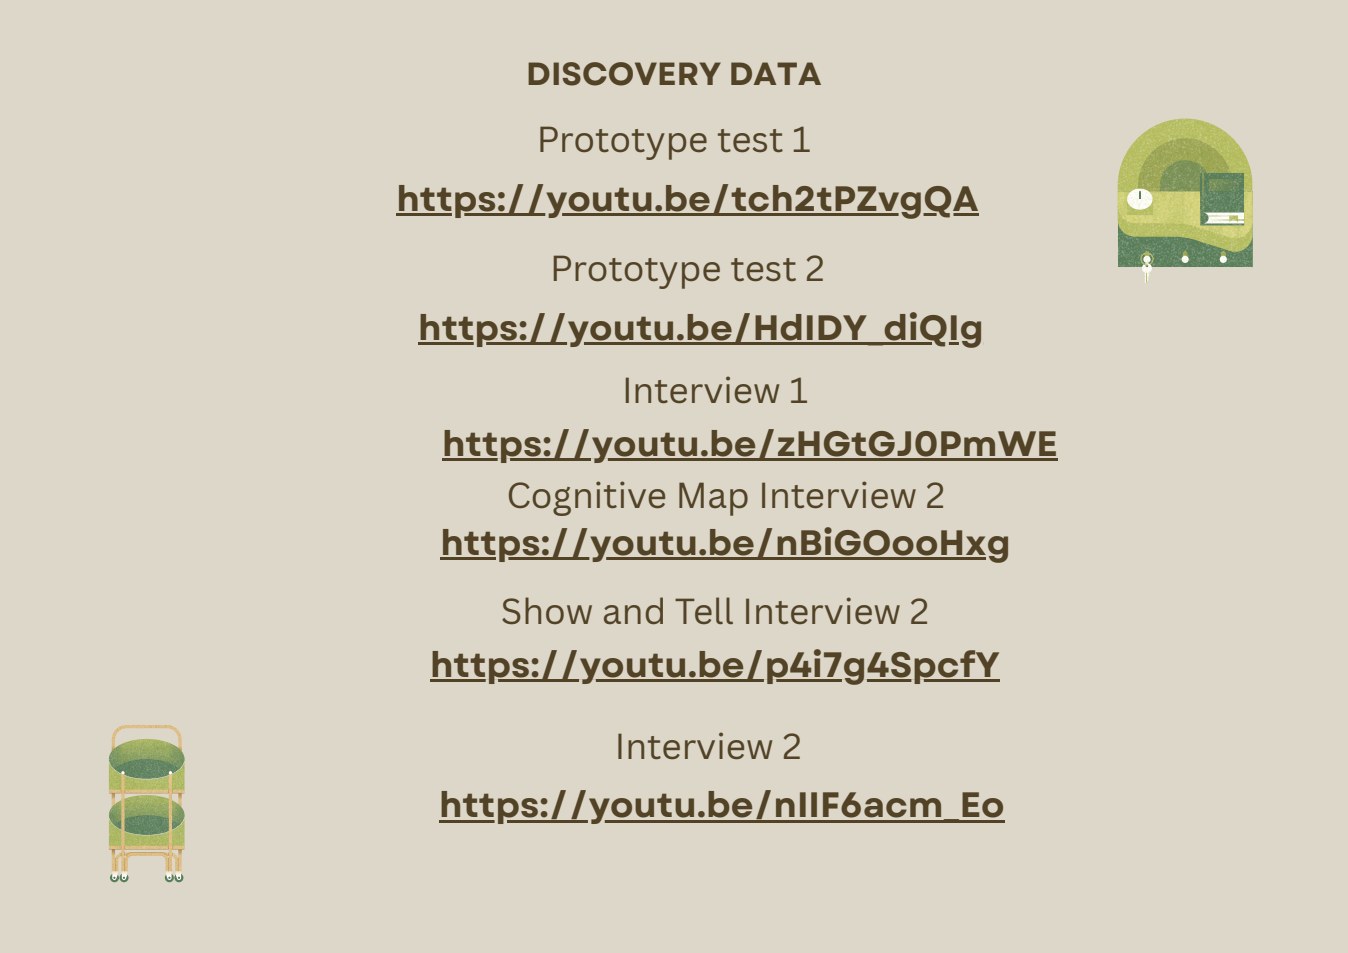 DISCOVERY DATA
Prototype test 1
https://youtu.be/tch2tPZvgQA
Prototype test 2
https://youtu.be/HdIDY_diQIg
Interview 1
https://youtu.be/zHGtGJ0PmWE
Cognitive Map Interview 2
https://youtu.be/nBiGOooHxg
Show and Tell Interview 2
https://youtu.be/p4i7g4SpcfY
Interview 2
https://youtu.be/nIIF6acm_Eo